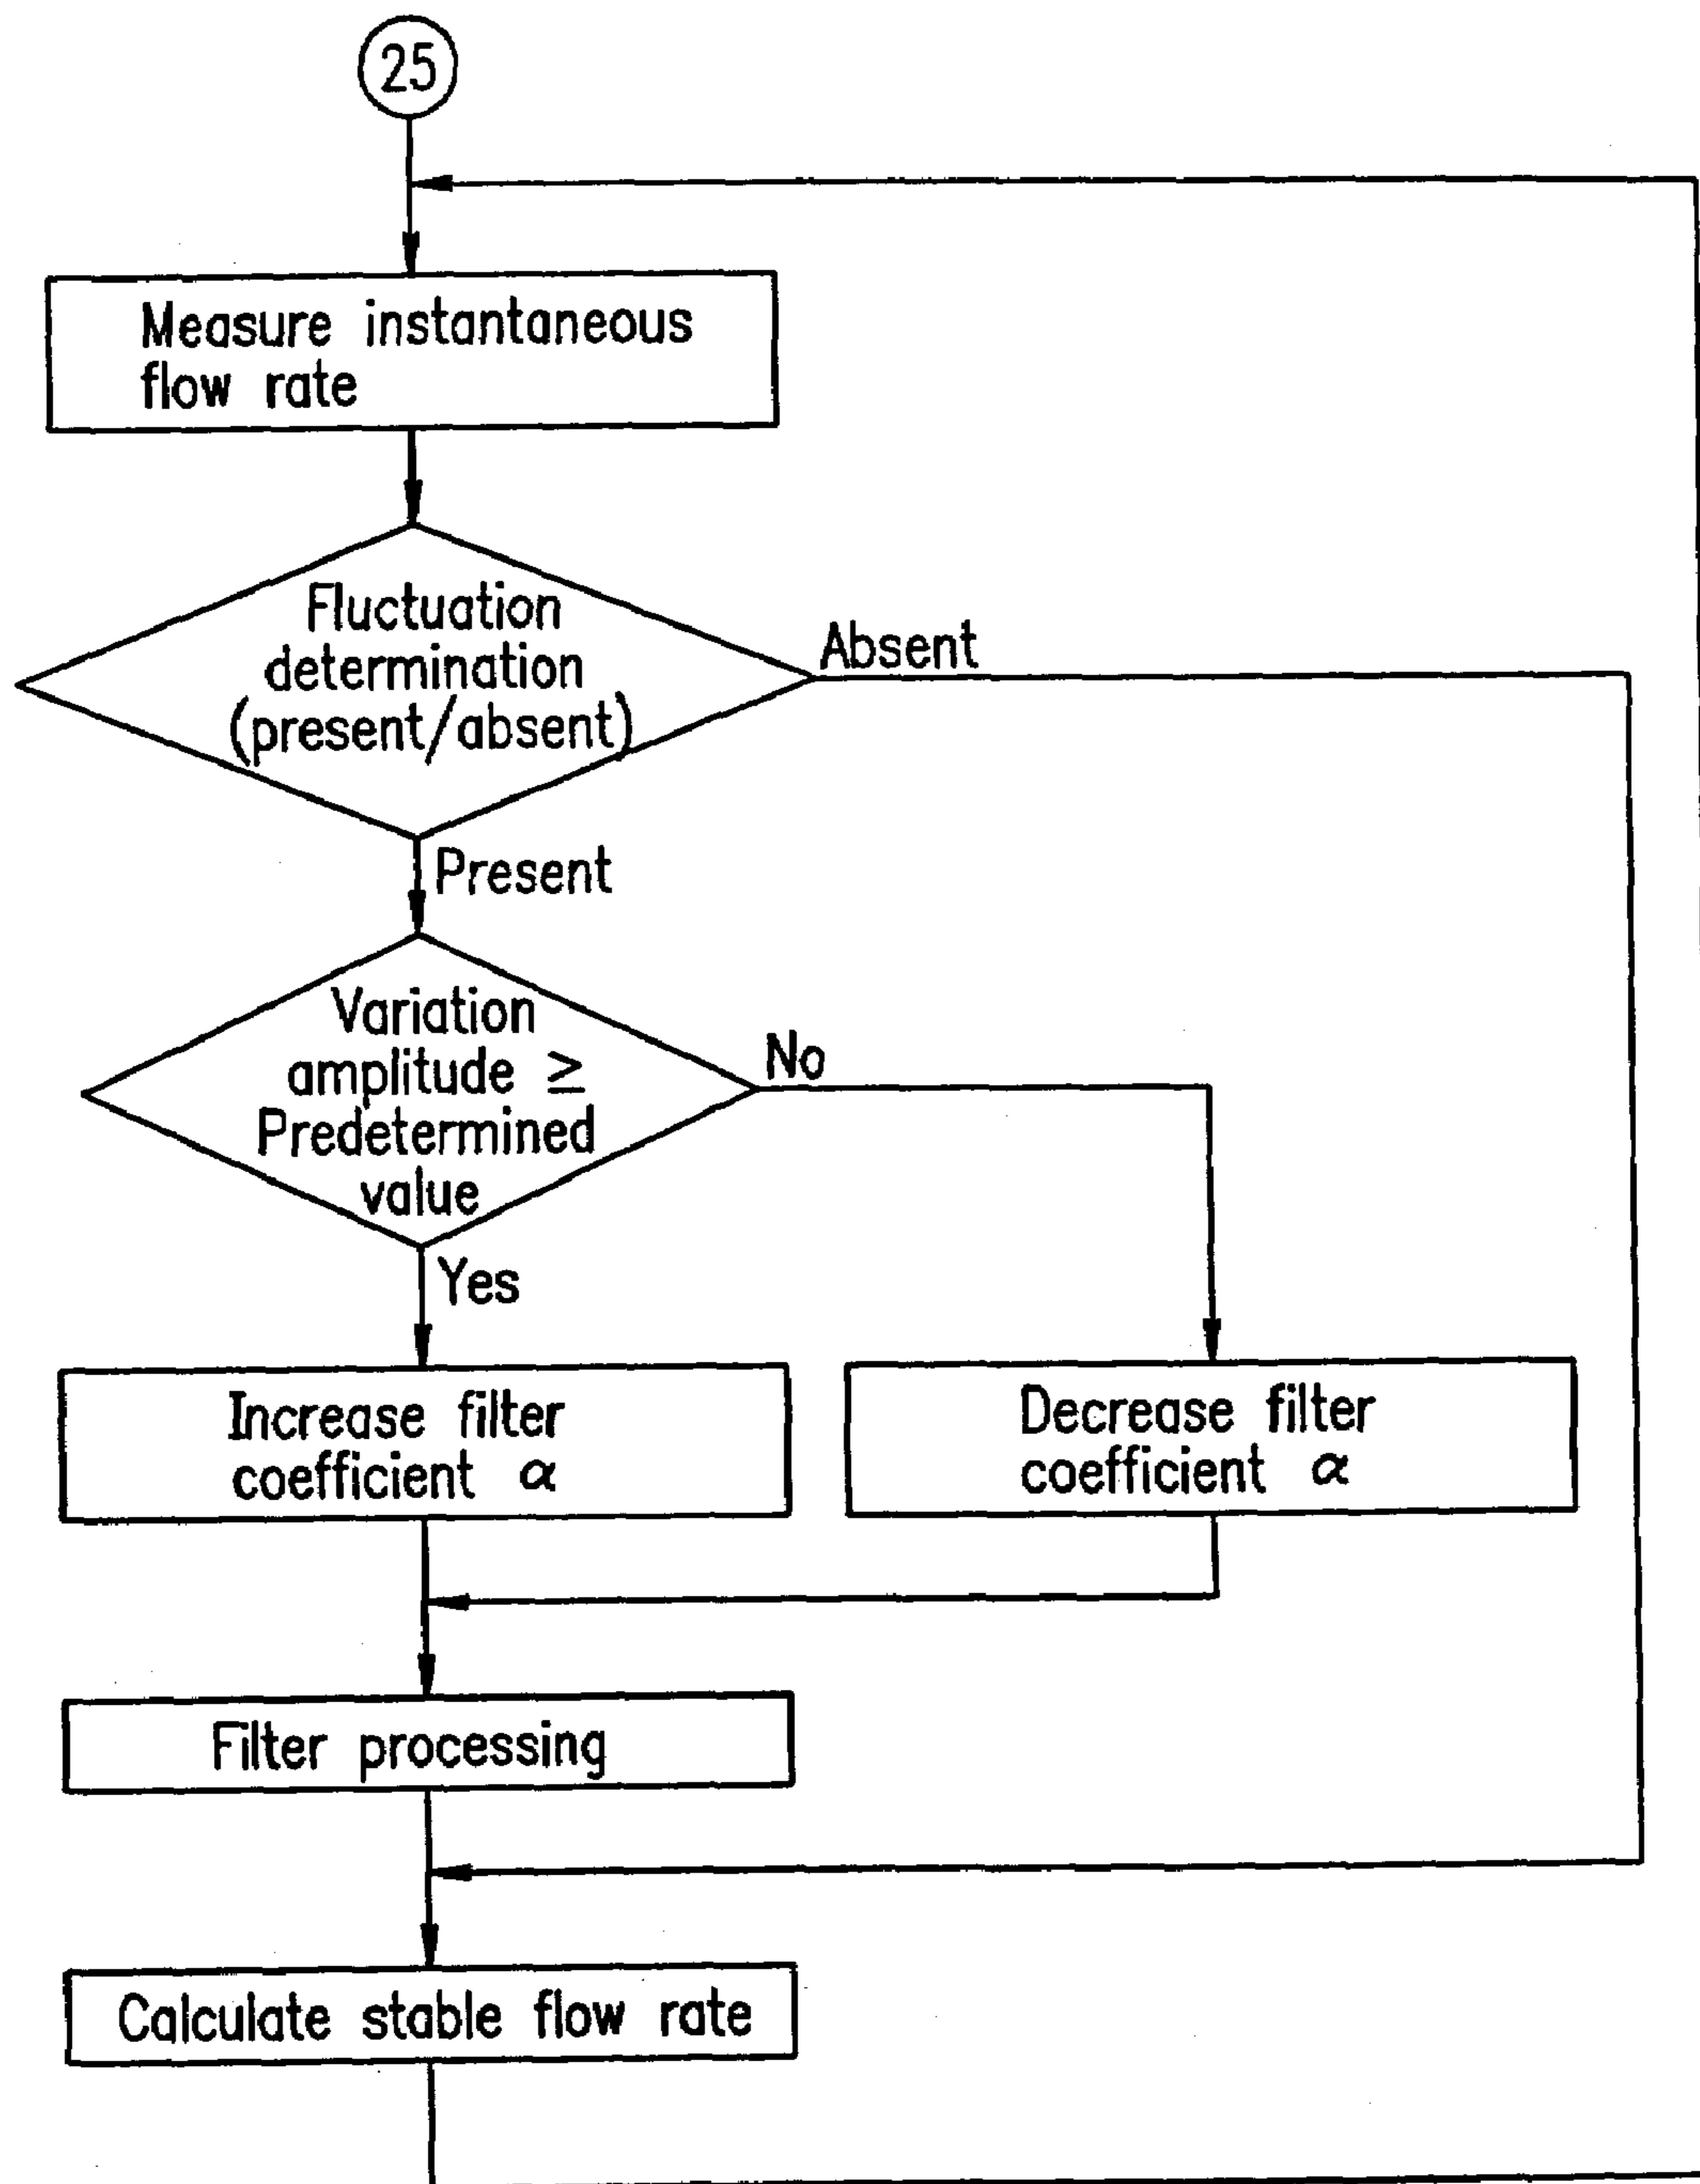 25
Measure instantaneous
flow rate
Fluctuation
determination
(present/absent)
Absent
Present
Variation
amplitude ≥
Predetermined
value
No
Yes
Increase filter
coefficient α
Decrease filter
coefficient α
Filter processing
Calculate stable flow rate